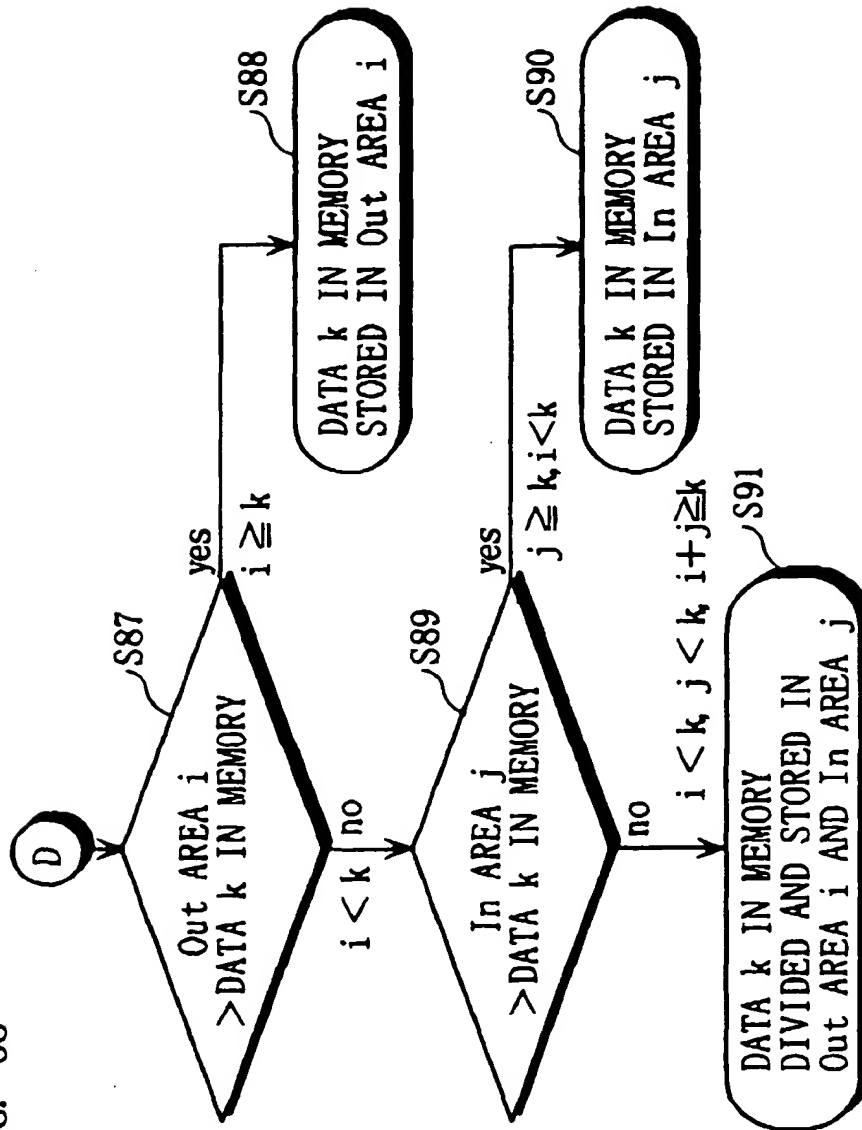 D
S87
Out AREA i
>DATA k IN MEMORY
yes
i ≧ k
S88
DATA k IN MEMORY
STORED IN Out AREA i
no
i < k
S89
In AREA j
>DATA k IN MEMORY
yes
j ≧ k, i < k
S90
DATA k IN MEMORY
STORED IN In AREA j
no
i < k, j < k, i+j≧k
S91
DATA k IN MEMORY
DIVIDED AND STORED IN
Out AREA i AND In AREA j